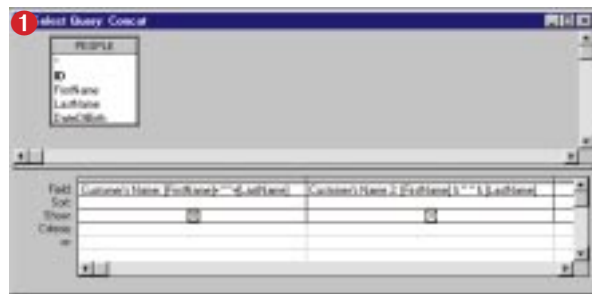 1
Select Query: Concat
PEOPLE
*
ID
FirstName
LastName
DateOfBirth
Field: Customer's Name: [FirstName]+" "+[LastName] Customer's Name 2: [FirstName] & " " & [LastName]
Sort:
Show:
Criteria:
or: